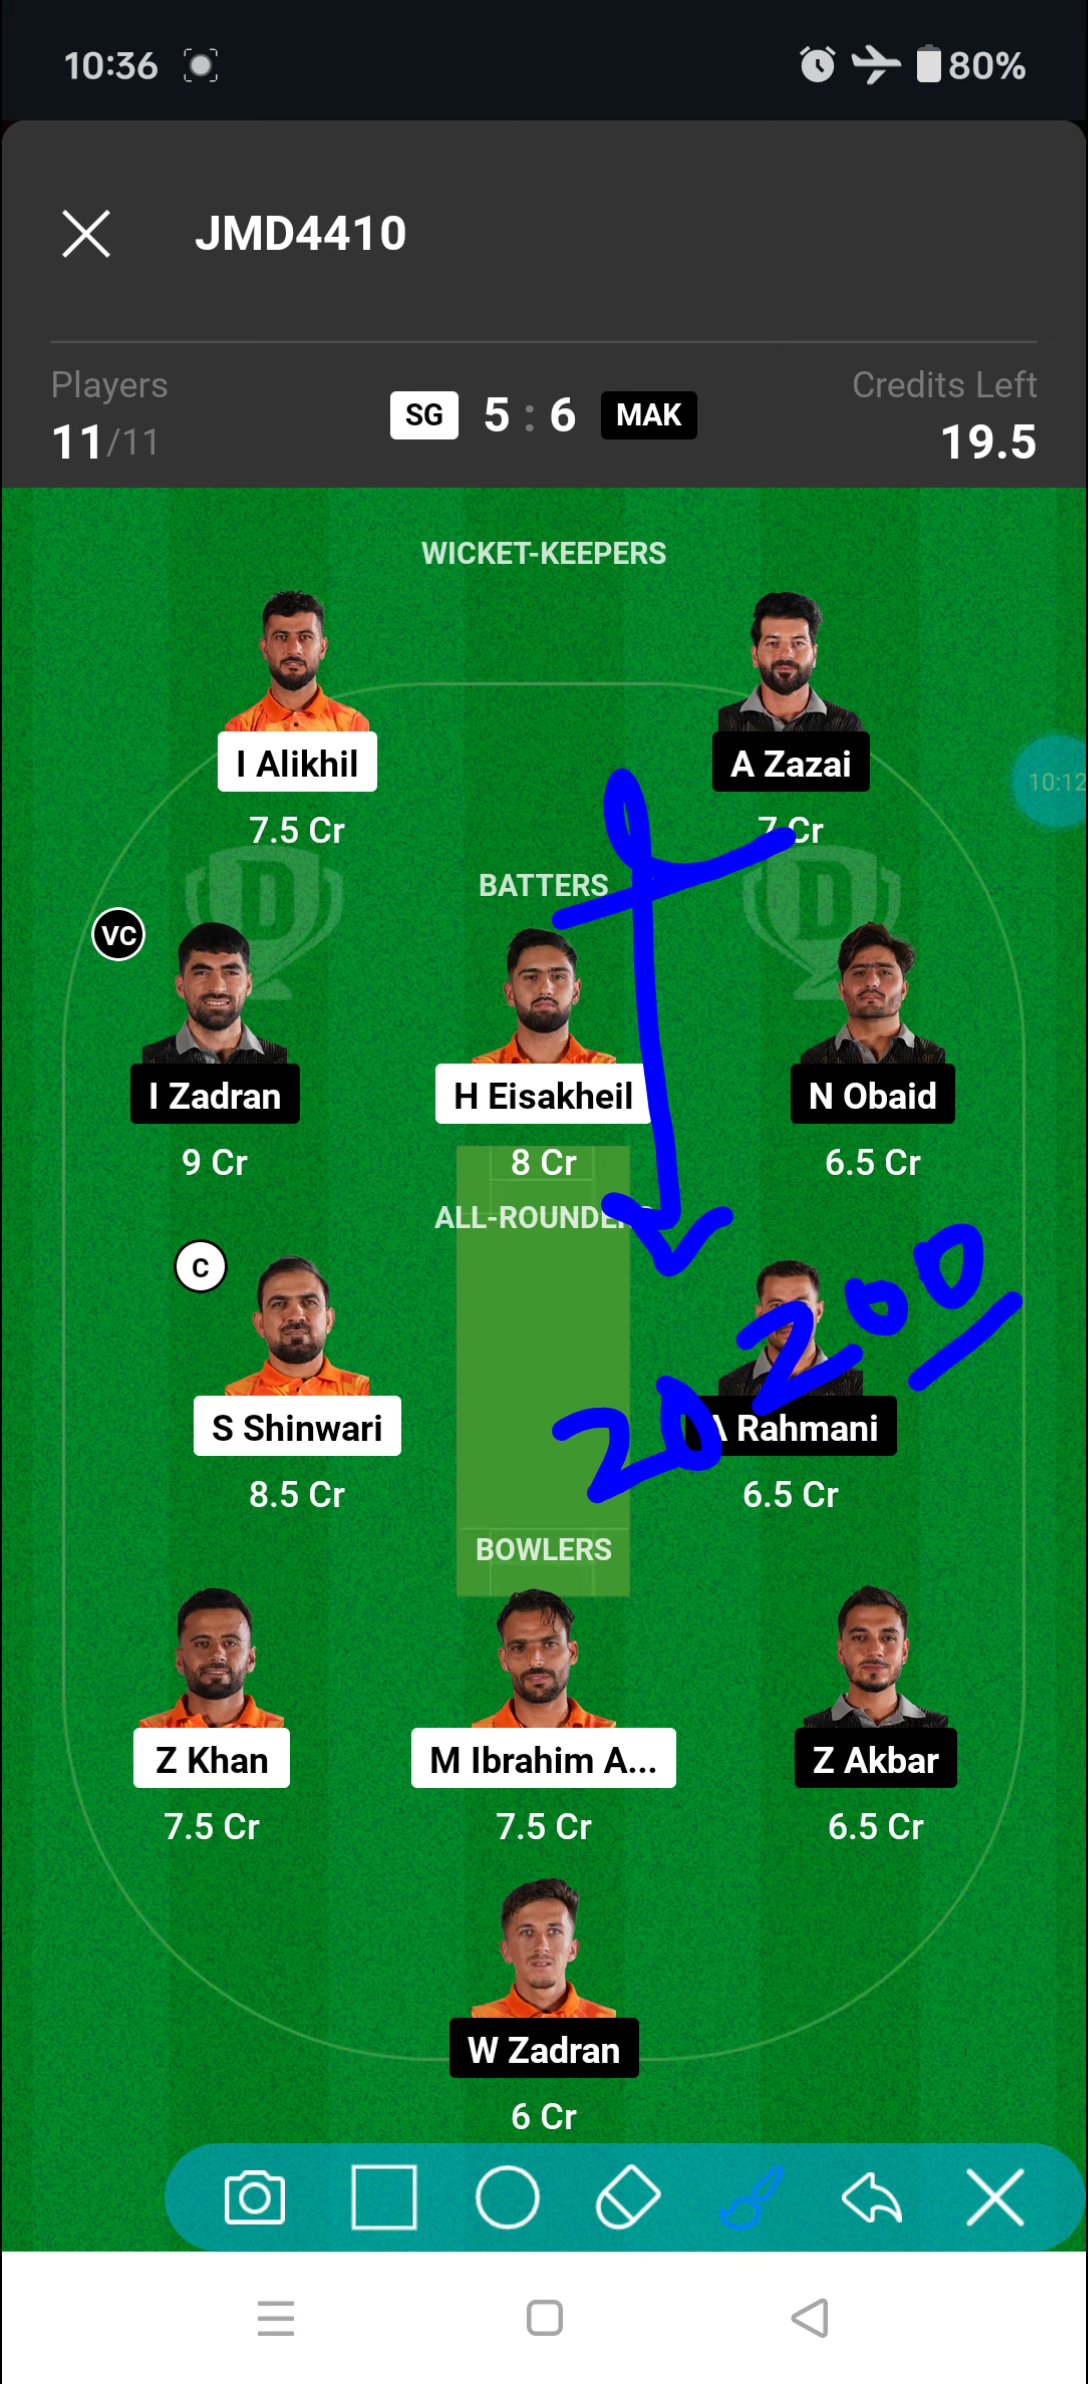 10:36 80%
JMD4410
Players Credits Left
11/11 SG 5 : 6 MAK 19.5
WICKET-KEEPERS
I Alikhil A Zazai
7.5 Cr 7 Cr
10:12
BATTERS
VC
I Zadran H Eisakheil N Obaid
9 Cr 8 Cr 6.5 Cr
ALL-ROUNDERS
C
S Shinwari A Rahmani
8.5 Cr 6.5 Cr
20200
BOWLERS
Z Khan M Ibrahim A... Z Akbar
7.5 Cr 7.5 Cr 6.5 Cr
W Zadran
6 Cr